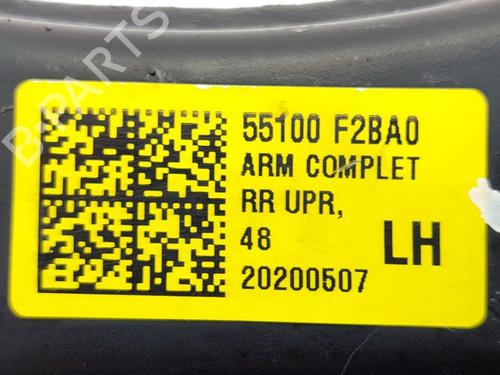 B-PARTS
55100 F2BA0
ARM COMPLET
RR UPR,
48
LH
20200507